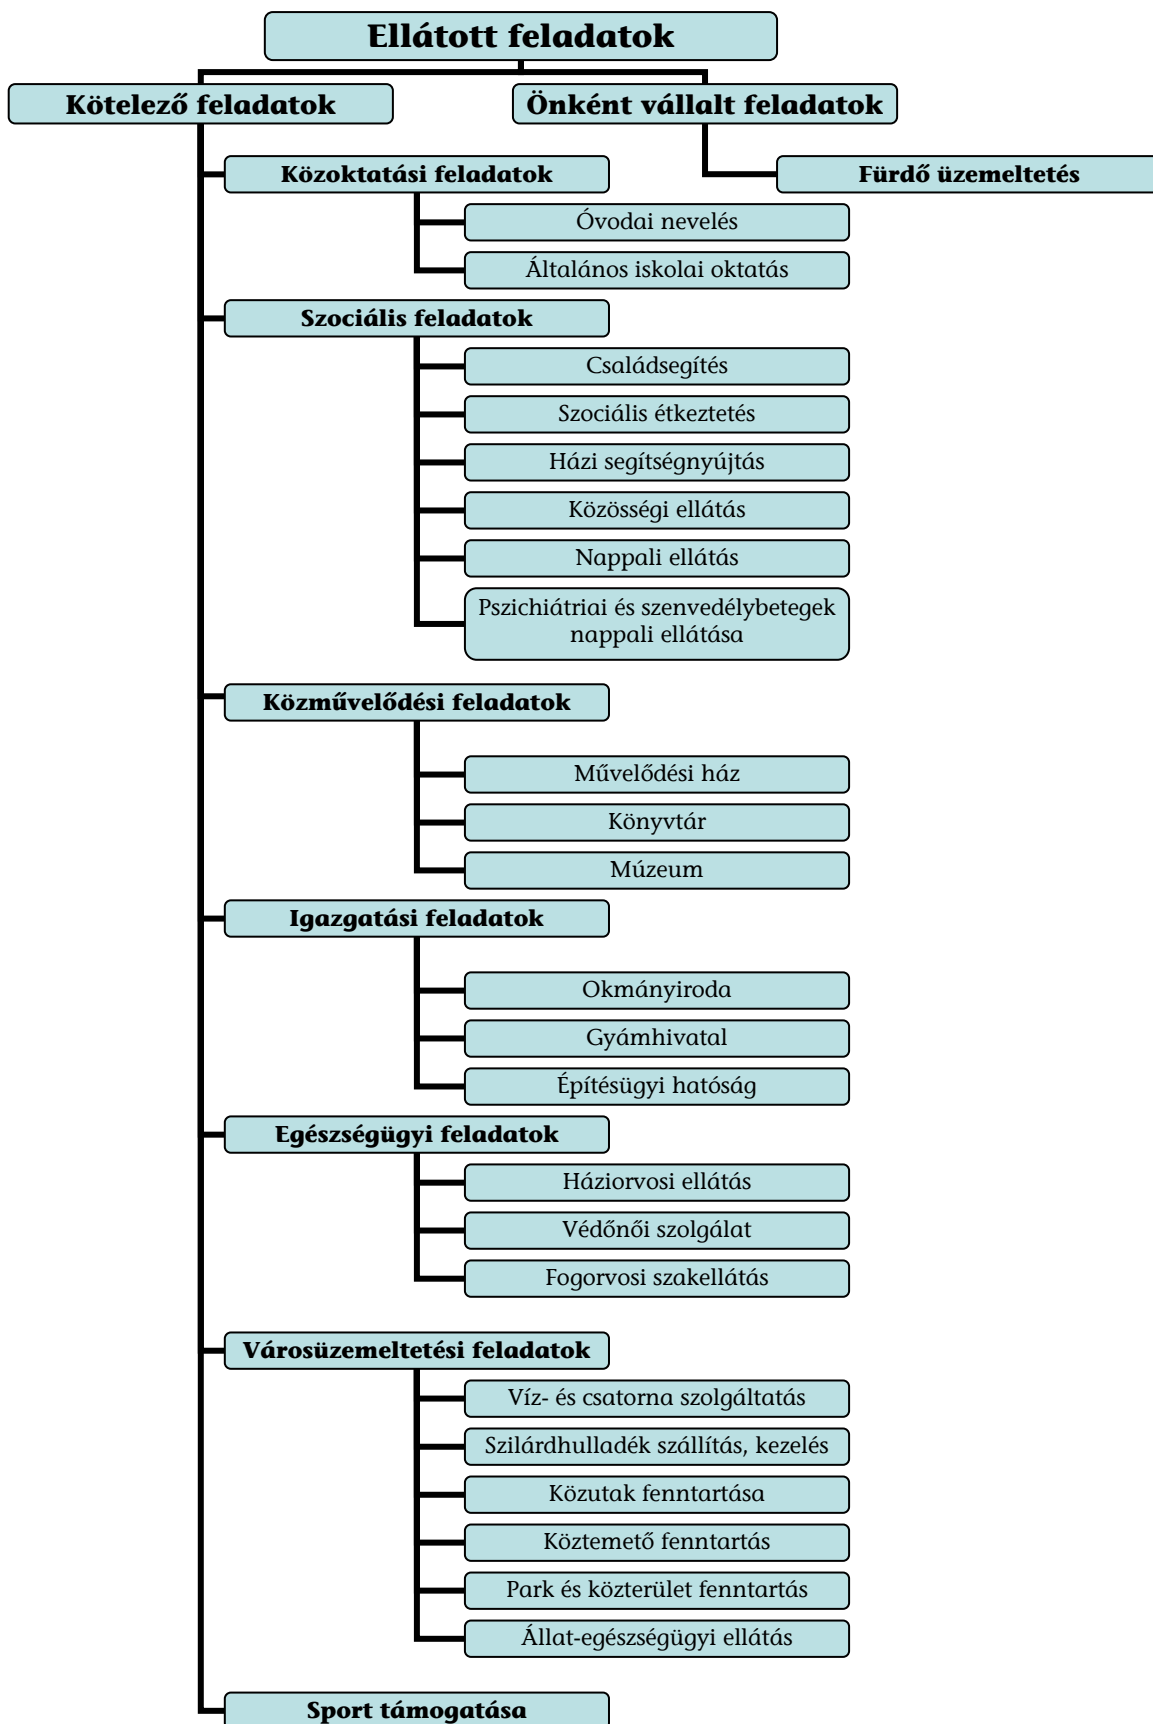 Ellátott feladatok
Kötelező feladatok
Önként vállalt feladatok
Közoktatási feladatok
Fürdő üzemeltetés
Óvodai nevelés
Általános iskolai oktatás
Szociális feladatok
Családsegítés
Szociális étkeztetés
Házi segítségnyújtás
Közösségi ellátás
Nappali ellátás
Pszichiátriai és szenvedélybetegek
nappali ellátása
Közművelődési feladatok
Művelődési ház
Könyvtár
Múzeum
Igazgatási feladatok
Okmányiroda
Gyámhivatal
Építésügyi hatóság
Egészségügyi feladatok
Háziorvosi ellátás
Védőnői szolgálat
Fogorvosi szakellátás
Városüzemeltetési feladatok
Víz- és csatorna szolgáltatás
Szilárdhulladék szállítás, kezelés
Közutak fenntartása
Köztemető fenntartás
Park és közterület fenntartás
Állat-egészségügyi ellátás
Sport támogatása